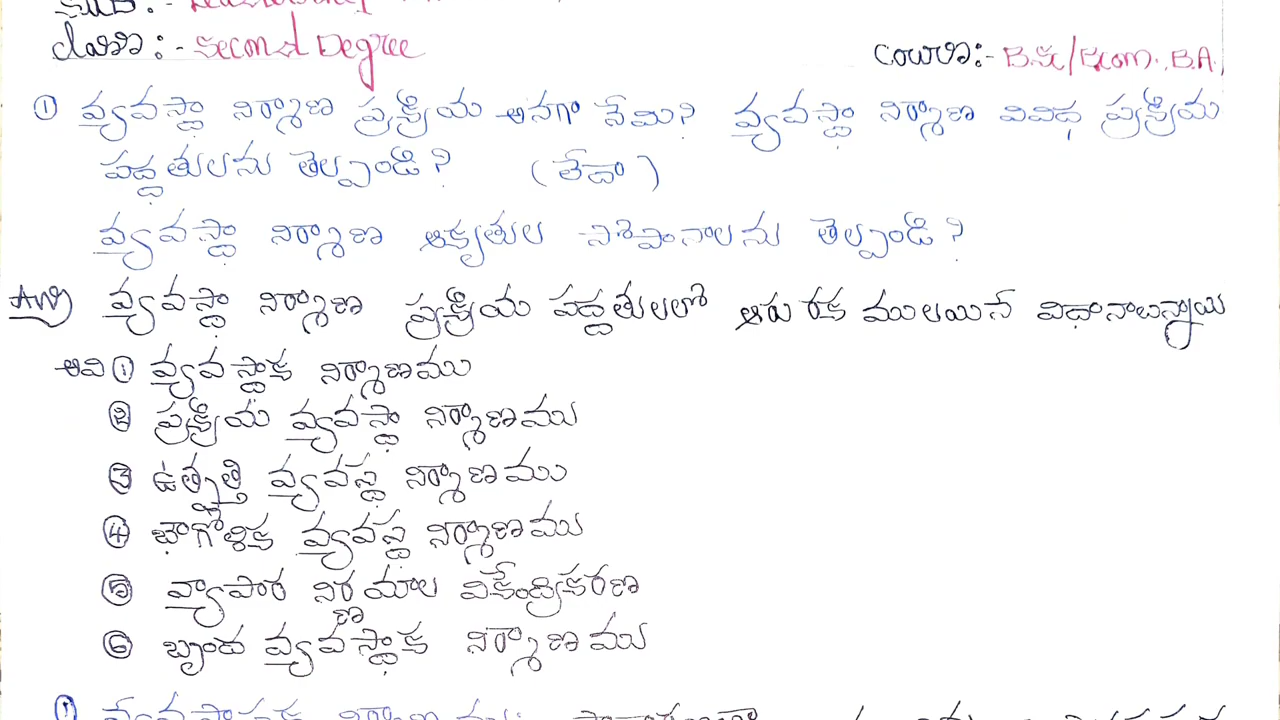 class :- Second Degree
Course:- B.Sc/B.com., B.A.
① వ్యవస్థా నిర్మాణ ప్రక్రియ అనగా నేమి? వ్యవస్థా నిర్మాణ వివిధ ప్రక్రియ
పద్ధతులను తెల్పండి?   (లేదా)
వ్యవస్థా నిర్మాణ ఆకృతుల తెల్పండి?
Ans) వ్యవస్థా నిర్మాణ ప్రక్రియ పద్ధతులలో ఆరు రకములయినే విధానాలున్నాయి
అవి ① వ్యవస్థాక నిర్మాణము
② ప్రక్రియ వ్యవస్థా నిర్మాణము
③ ఉత్పత్తి వ్యవస్థ నిర్మాణము
④ భౌగోళిక వ్యవస్థ నిర్మాణము
⑤ వ్యాపార నిర్ణయాల వికేంద్రికరణ
⑥ బృందు వ్యవస్థాక నిర్మాణము